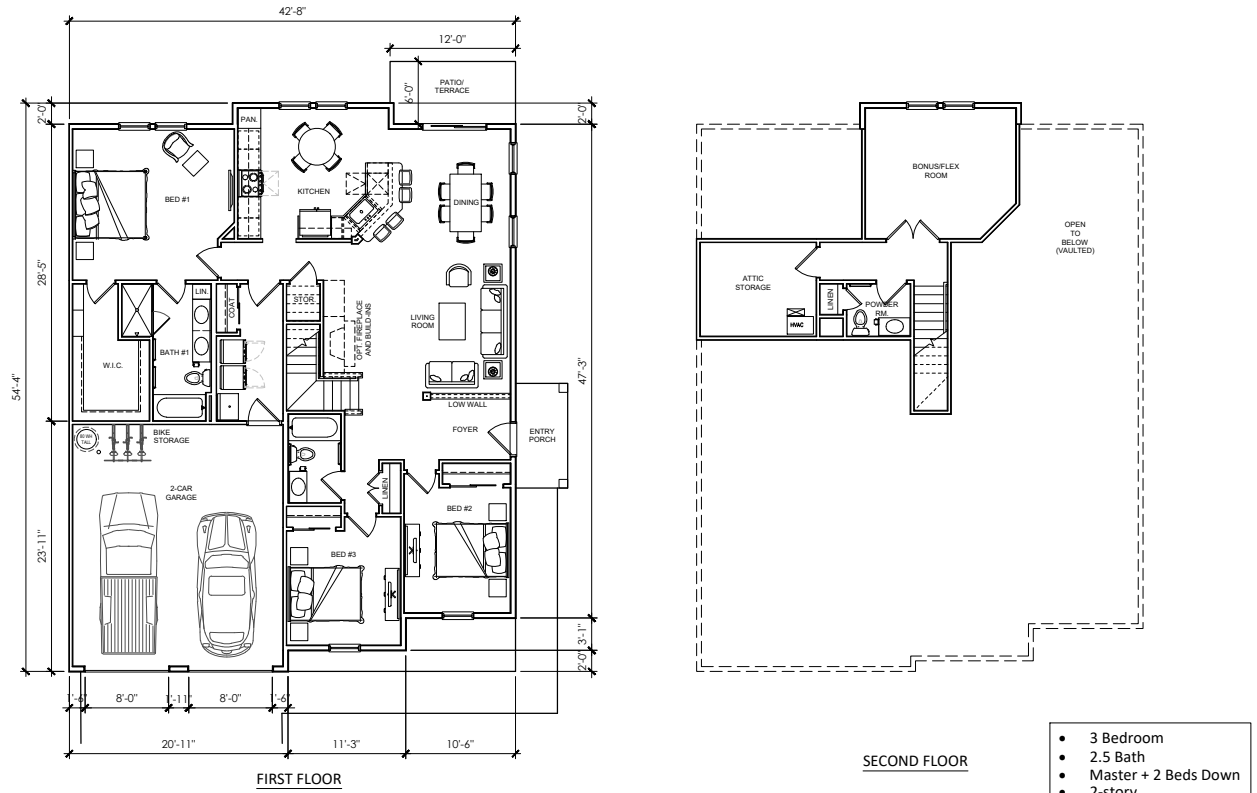 42'-8"
12'-0"
6'-0"
PATIO/
TERRACE
2'-0"
2'-0"
PAN.
BED #1
KITCHEN
DINING
28'-5"
54'-4"
47'-3"
COAT
STOR.
LIN.
OPT. FIREPLACE
AND BUILD-INS
LIVING
ROOM
W.I.C.
BATH #1
LOW WALL
FOYER
ENTRY
PORCH
BIKE
STORAGE
2-CAR
GARAGE
LINEN
BED #2
BED #3
23'-11"
3'-1"
2'-0"
1'-6"
8'-0"
1'-11"
8'-0"
1'-6"
20'-11"
11'-3"
10'-6"
FIRST FLOOR
BONUS/FLEX
ROOM
OPEN
TO
BELOW
(VAULTED)
ATTIC
STORAGE
HVAC
LINEN
POWDER
RM.
SECOND FLOOR
• 3 Bedroom
• 2.5 Bath
• Master + 2 Beds Down
• 2-story